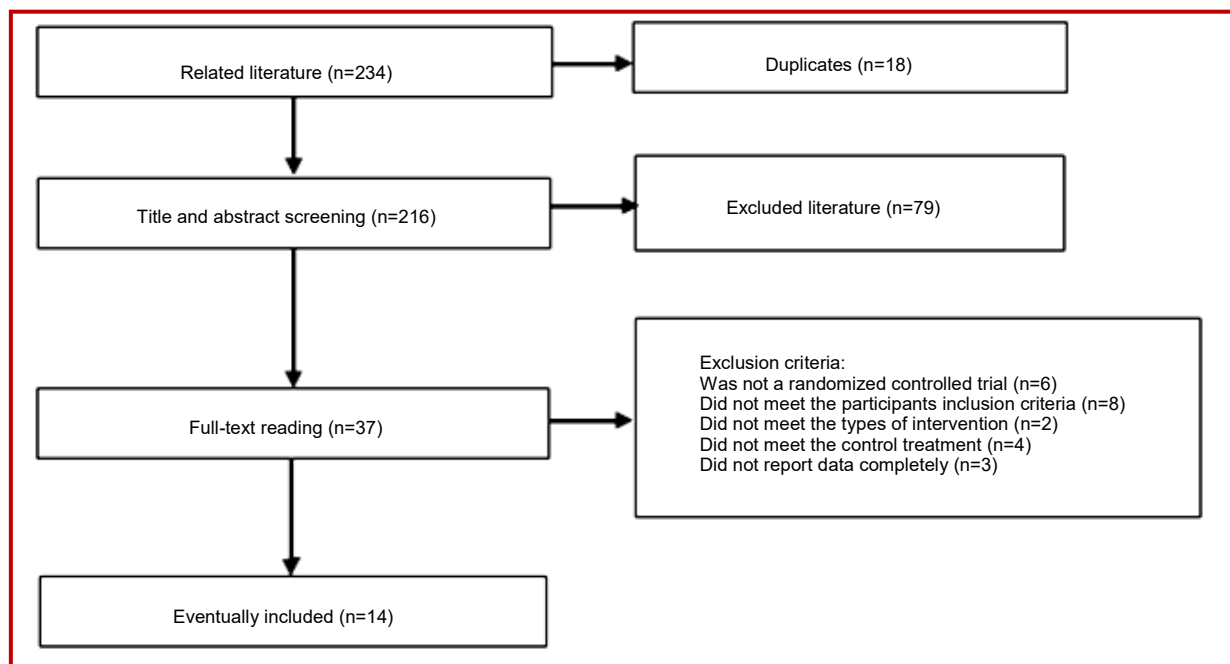 Related literature (n=234)
Duplicates (n=18)
Title and abstract screening (n=216)
Excluded literature (n=79)
Full-text reading (n=37)
Exclusion criteria:
Was not a randomized controlled trial (n=6)
Did not meet the participants inclusion criteria (n=8)
Did not meet the types of intervention (n=2)
Did not meet the control treatment (n=4)
Did not report data completely (n=3)
Eventually included (n=14)